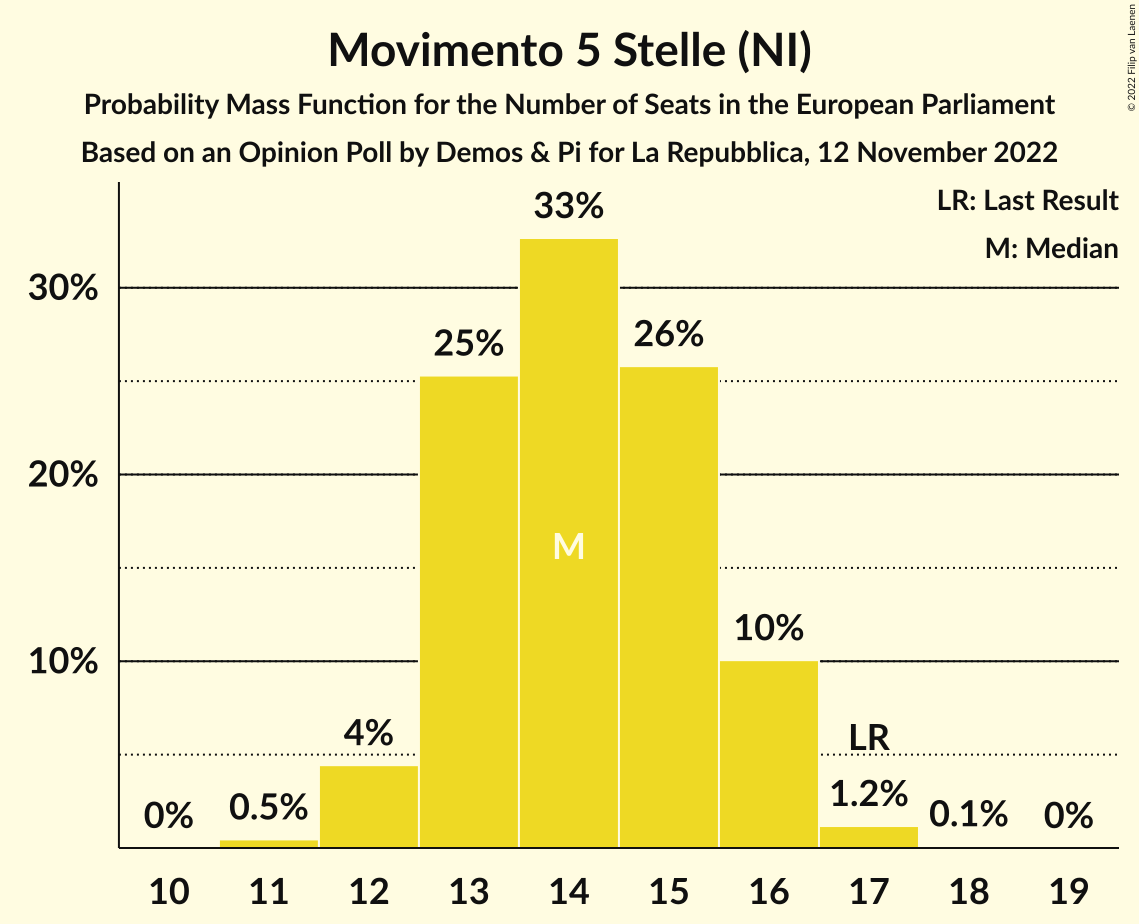 Movimento 5 Stelle (NI)
Probability Mass Function for the Number of Seats in the European Parliament
Based on an Opinion Poll by Demos & Pi for La Repubblica, 12 November 2022
© 2022 Filip van Laenen
LR: Last Result
M: Median
33%
30%
26%
25%
20%
M
10%
10%
LR
4%
1.2%
0.5%
0%
0.1%
0%
10 11 12 13 14 15 16 17 18 19